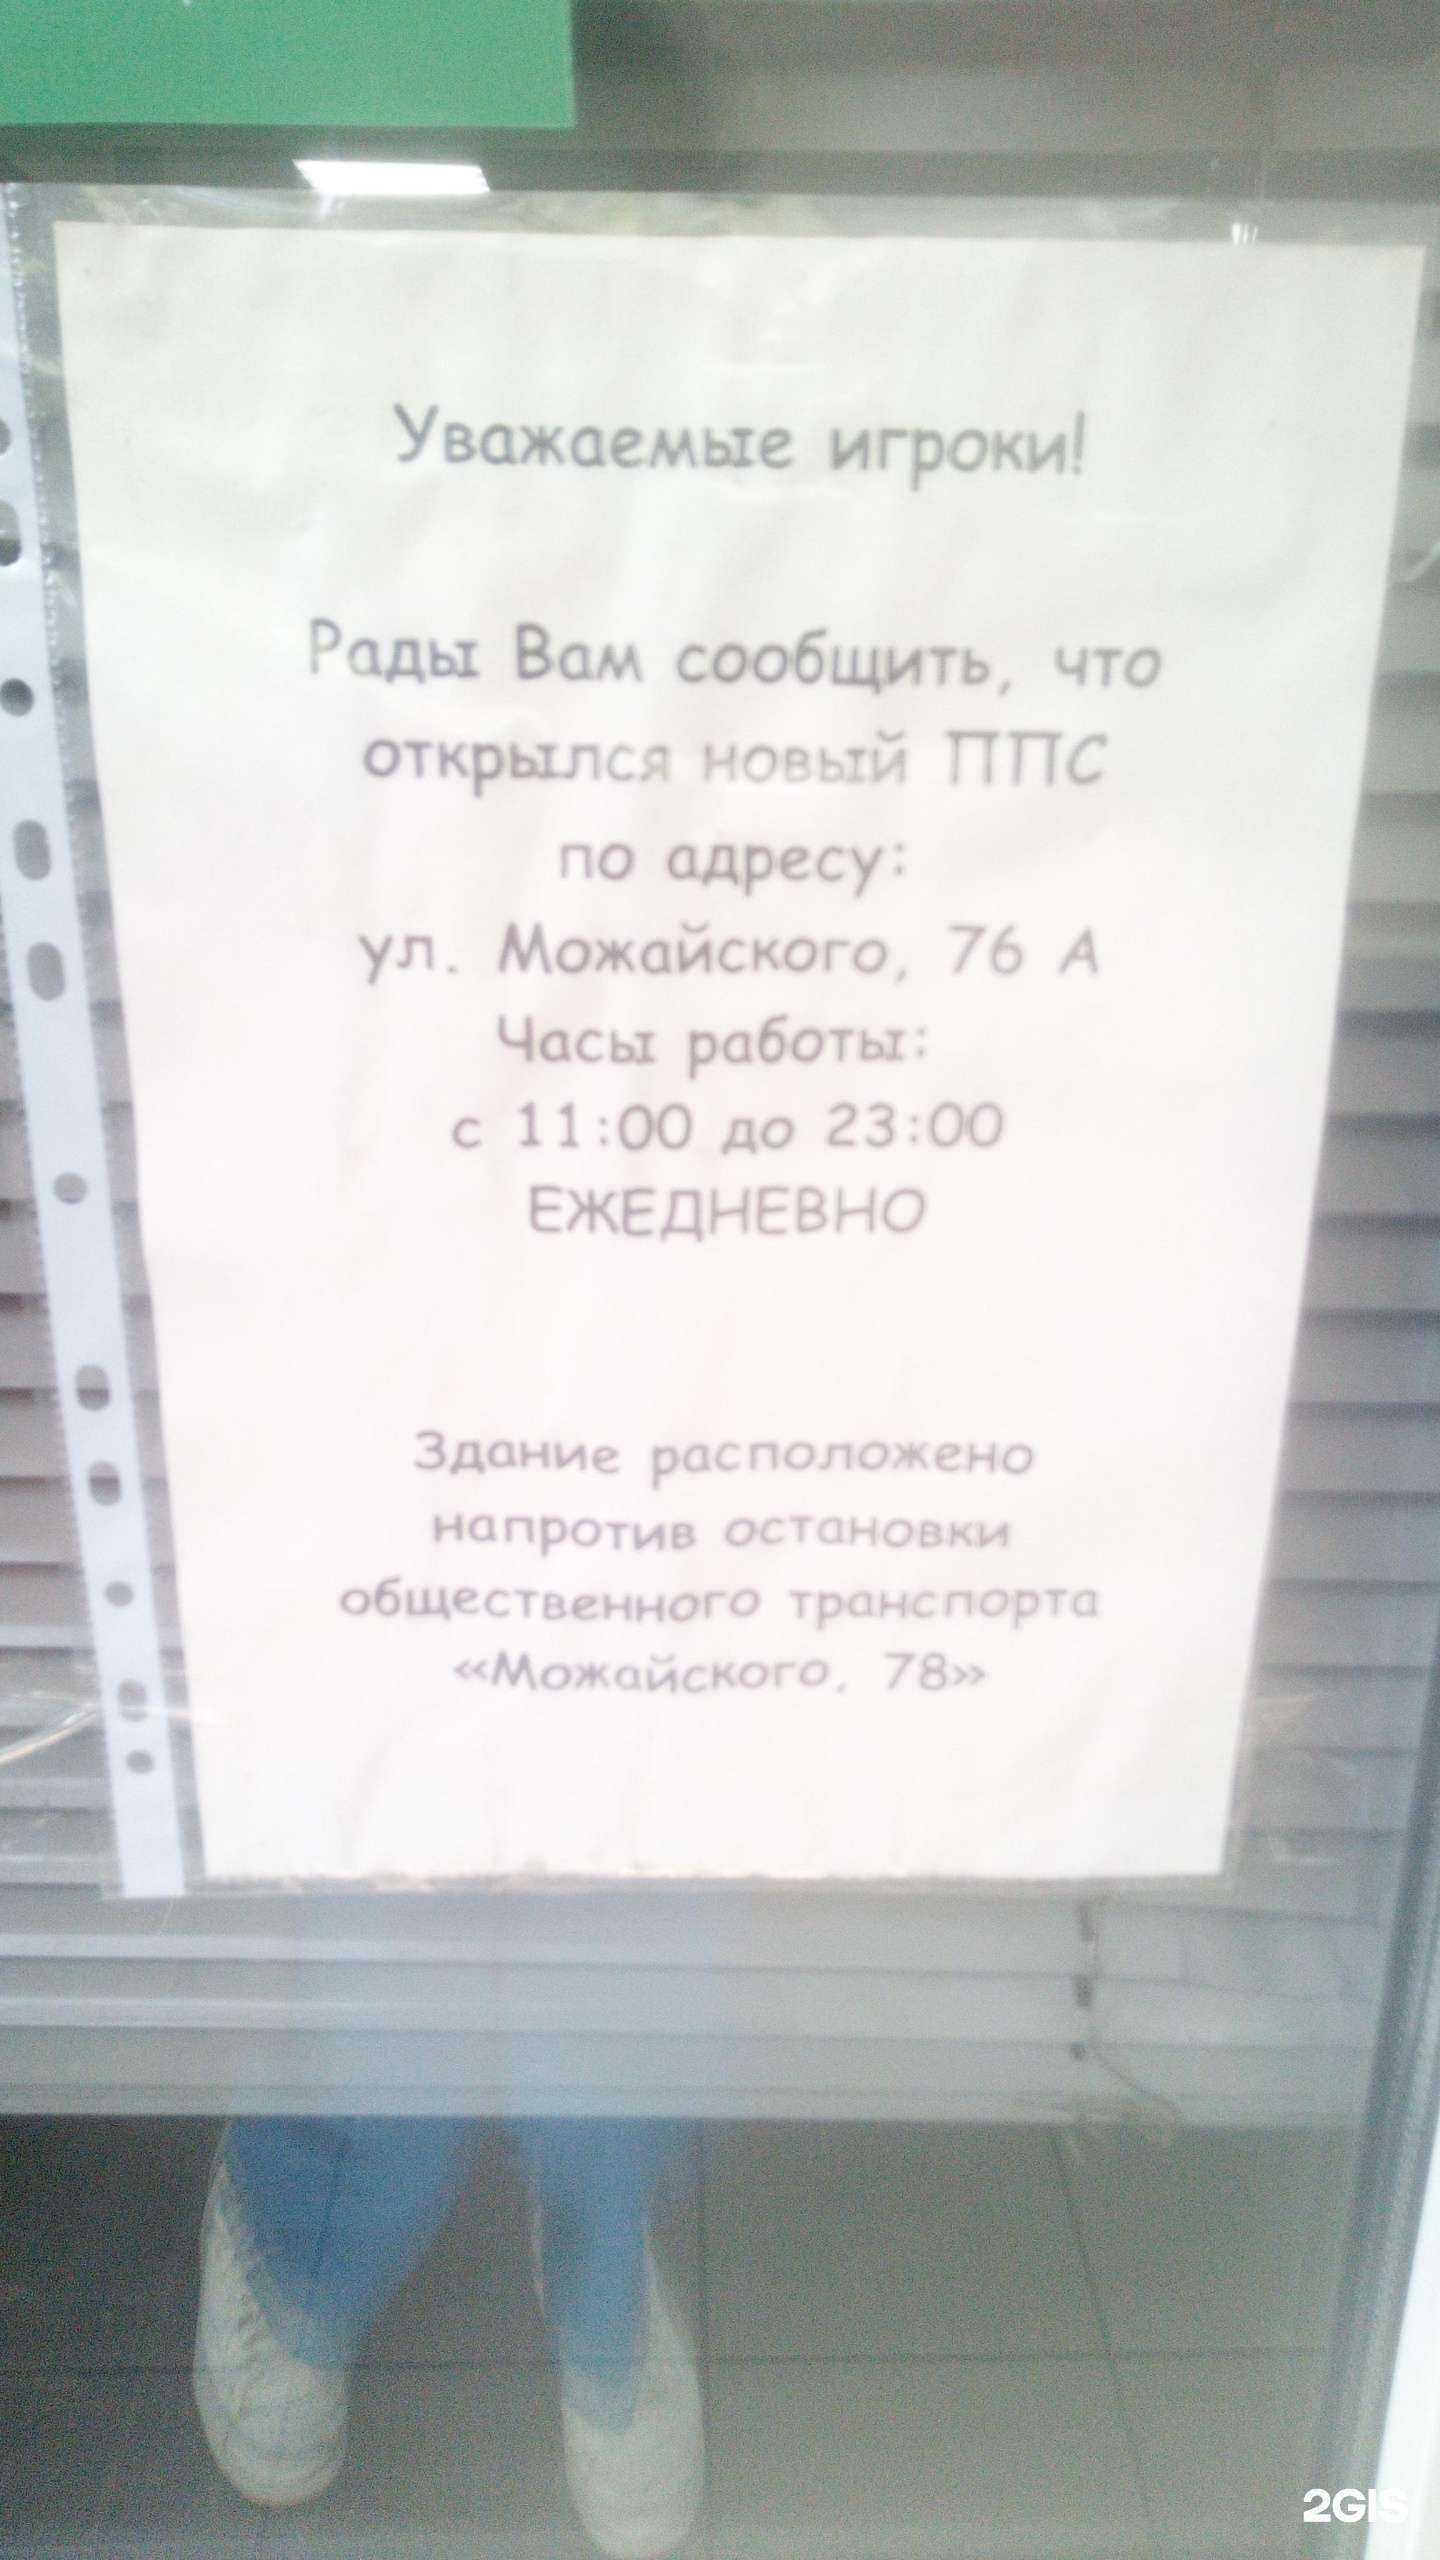 Уважаемые игроки!
Рады Вам сообщить, что
открылся новый ППС
по адресу:
ул. Можайского, 76 А
Часы работы:
с 11:00 до 23:00
ЕЖЕДНЕВНО
Здание расположено
напротив остановки
общественного транспорта
«Можайского, 78»
2GIS